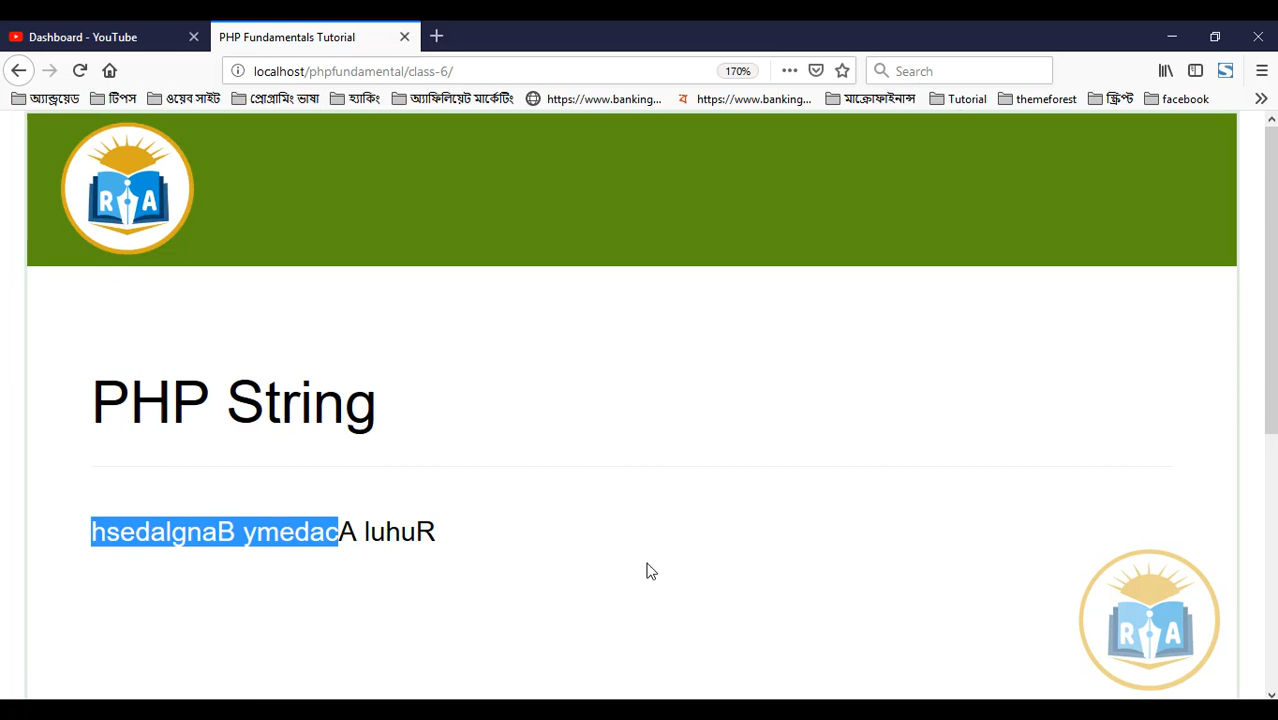 Dashboard - YouTube
PHP Fundamentals Tutorial
localhost/phpfundamental/class-6/
170%
Search
অ্যান্ড্রয়েড
টিপস
ওয়েব সাইট
প্রোগ্রামিং ভাষা
হ্যাকিং
অ্যাফিলিয়েট মার্কেটিং
https://www.banking...
ব https://www.banking...
মাক্রোফাইনান্স
Tutorial
themeforest
স্ক্রিপ্ট
facebook
R A
PHP String
hsedalgnaB ymedacA luhuR
R A